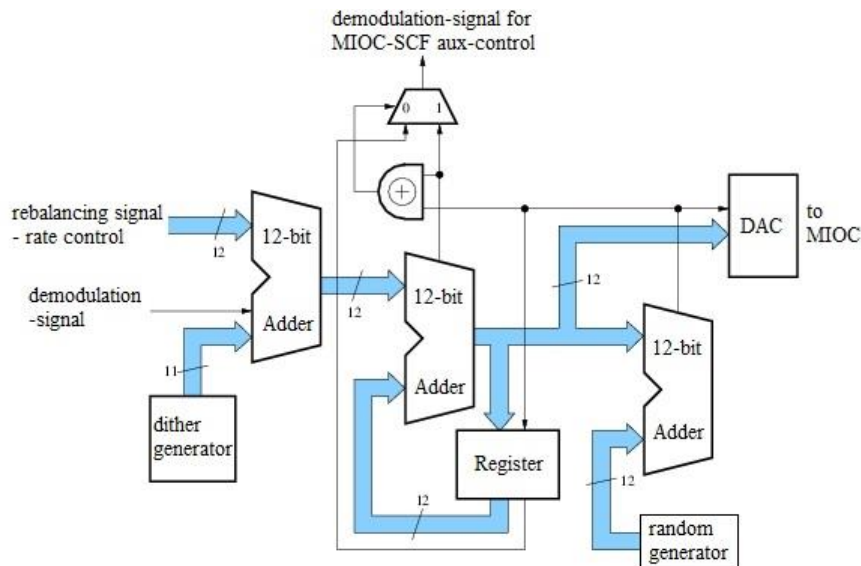 demodulation-signal for
MIOC-SCF aux-control
0 1
rebalancing signal
- rate control
12
12-bit
Adder
demodulation
-signal
11
dither
generator
12
12-bit
Adder
Register
12
12
DAC
to
MIOC
12-bit
Adder
12
random
generator